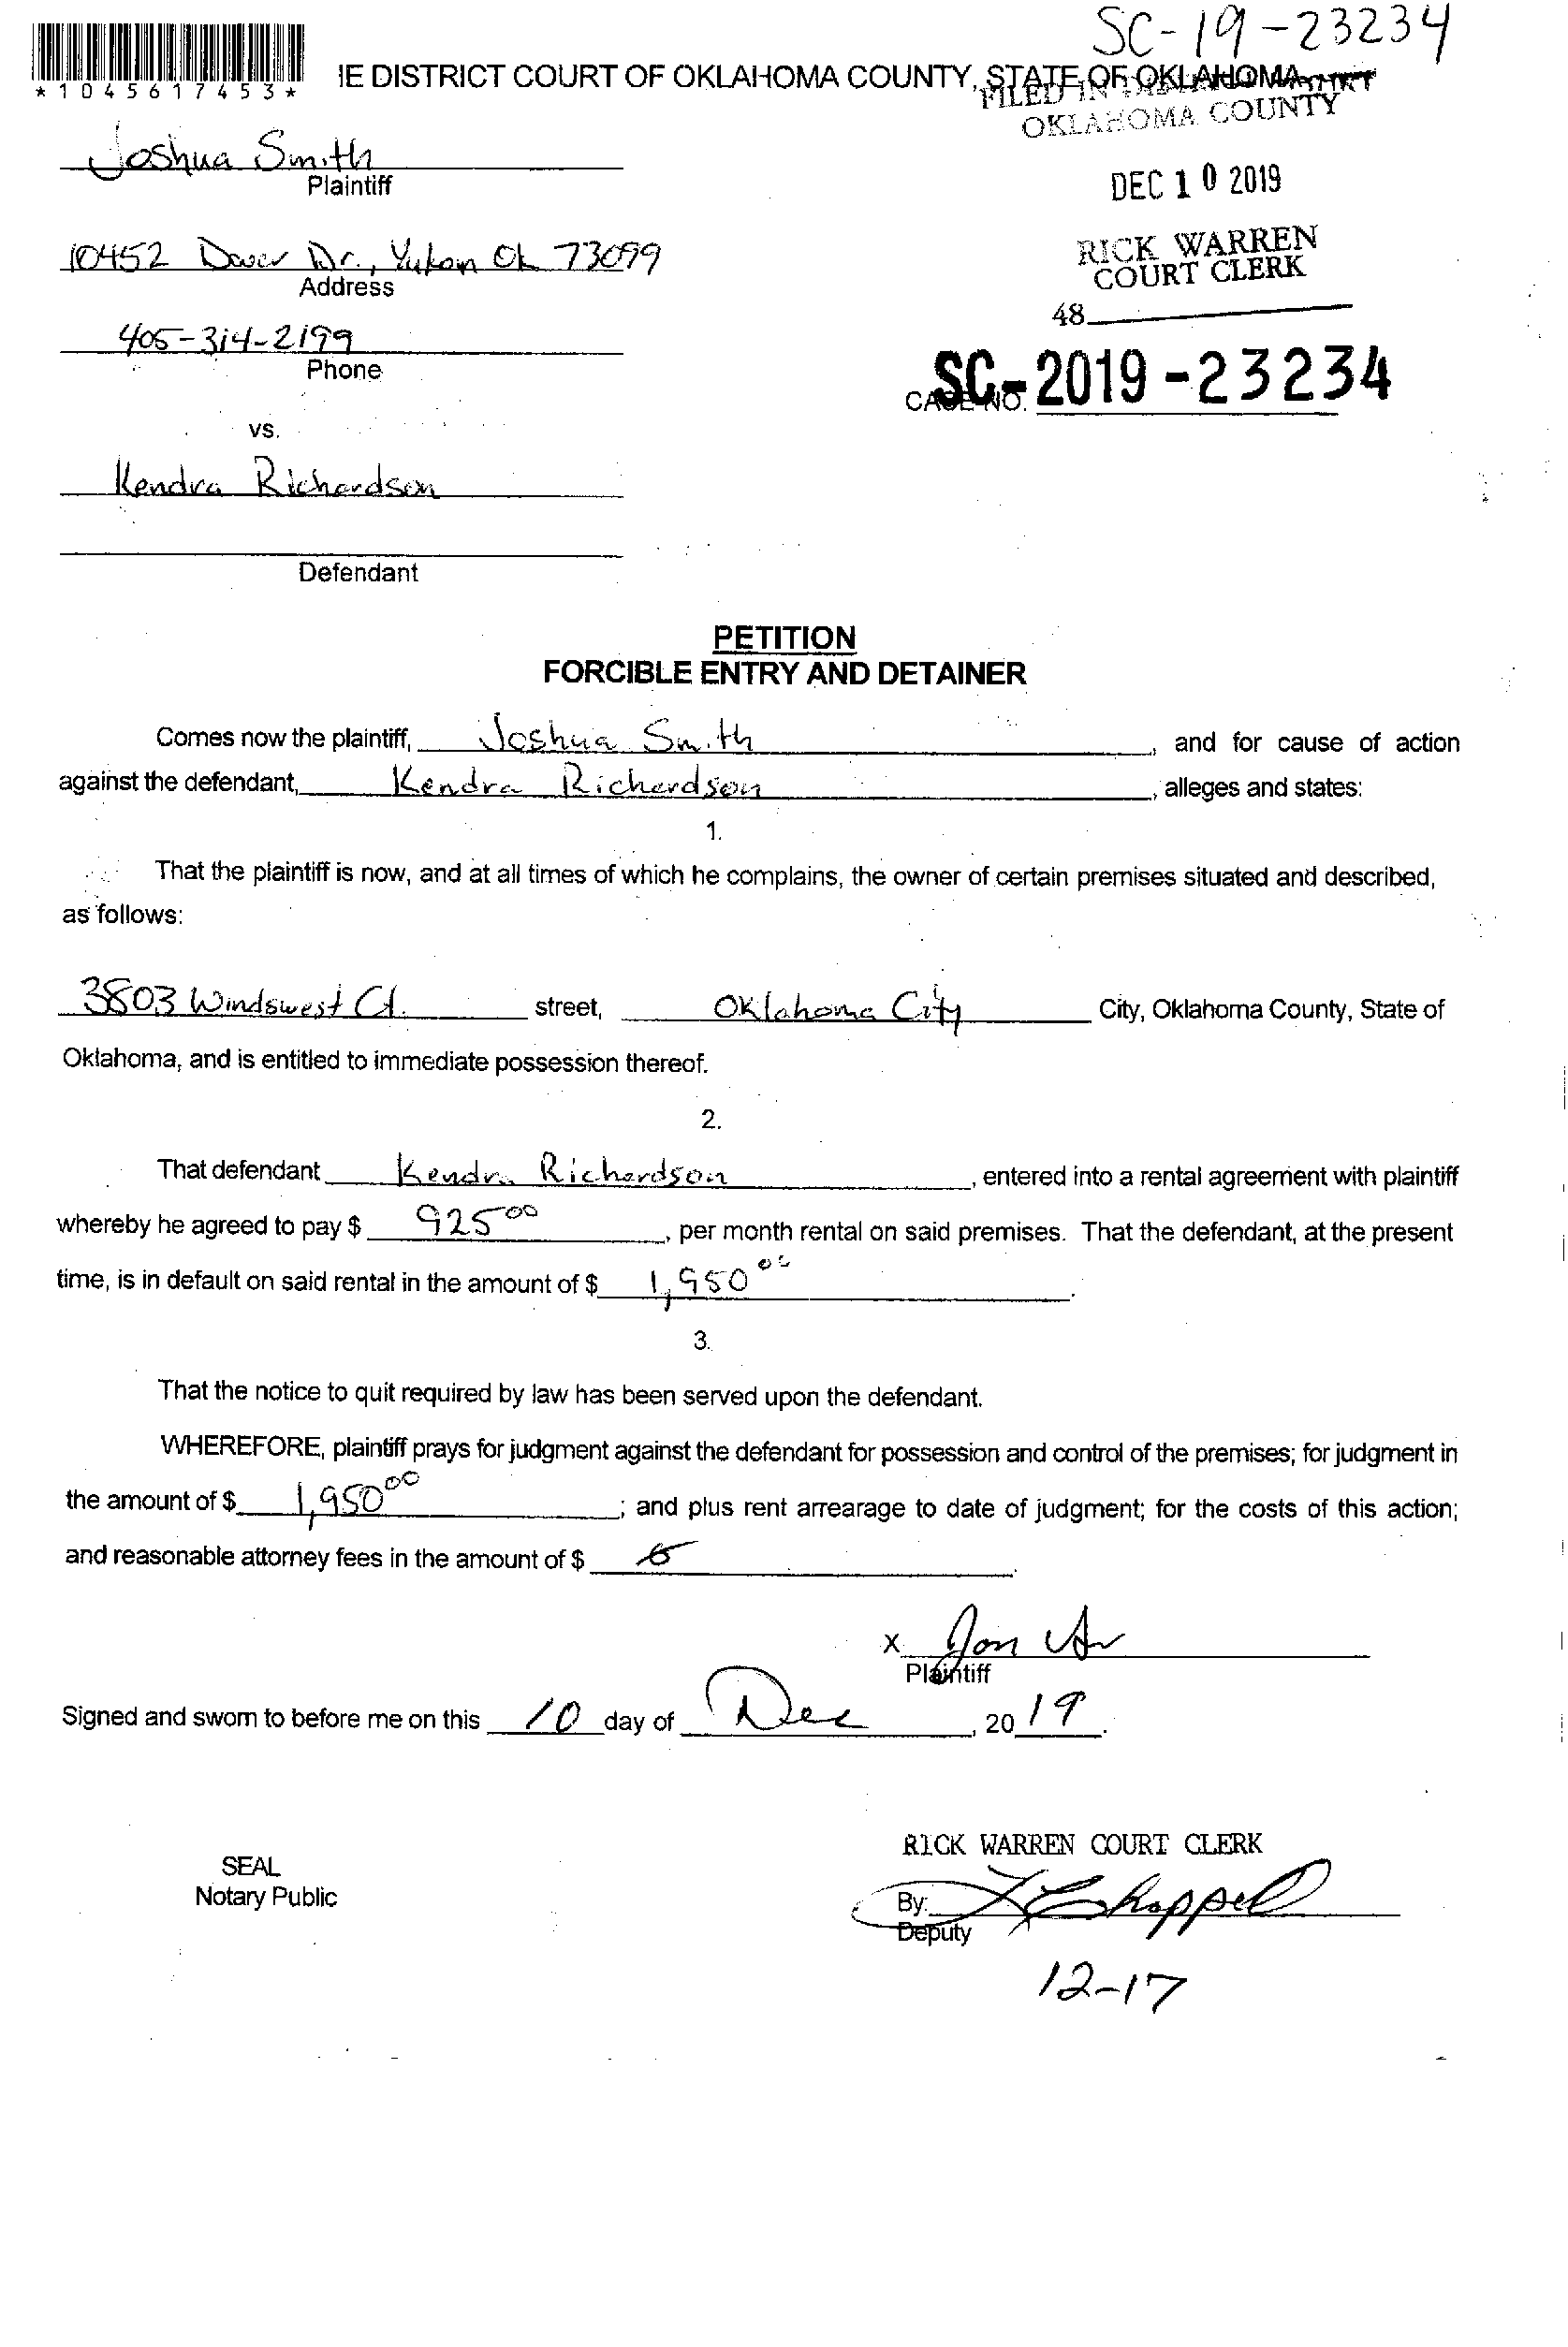 SC-19-23234
*1045617453*
IE DISTRICT COURT OF OKLAHOMA COUNTY, STATE OF OKLAHOMA
FILED IN
OKLAHOMA COUNTY
Joshua Smith
Plaintiff
DEC 10 2019
10452 Dr., Yukon Ok 73099
Address
RICK WARREN
COURT CLERK
48
405-314-2199
Phone
CASE NO. SC-2019-23234
vs.
Kendra Richardson
Defendant
PETITION
FORCIBLE ENTRY AND DETAINER
Comes now the plaintiff, Joshua Smith, and for cause of action
against the defendant, Kendra Richardson, alleges and states:
1.
That the plaintiff is now, and at all times of which he complains, the owner of certain premises situated and described,
as follows:
3803 Windswest Ct. street, Oklahoma City City, Oklahoma County, State of
Oklahoma, and is entitled to immediate possession thereof.
2.
That defendant Kendra Richardson, entered into a rental agreement with plaintiff
whereby he agreed to pay $ 925 00, per month rental on said premises. That the defendant, at the present
time, is in default on said rental in the amount of $ 1,950 00.
3.
That the notice to quit required by law has been served upon the defendant.
WHEREFORE, plaintiff prays for judgment against the defendant for possession and control of the premises; for judgment in
the amount of $ 1,950 00; and plus rent arrearage to date of judgment; for the costs of this action;
and reasonable attorney fees in the amount of $
X
Plaintiff
Signed and sworn to before me on this 10 day of Dec, 2019.
RICK WARREN COURT CLERK
SEAL
Notary Public
By:
Deputy
12-17